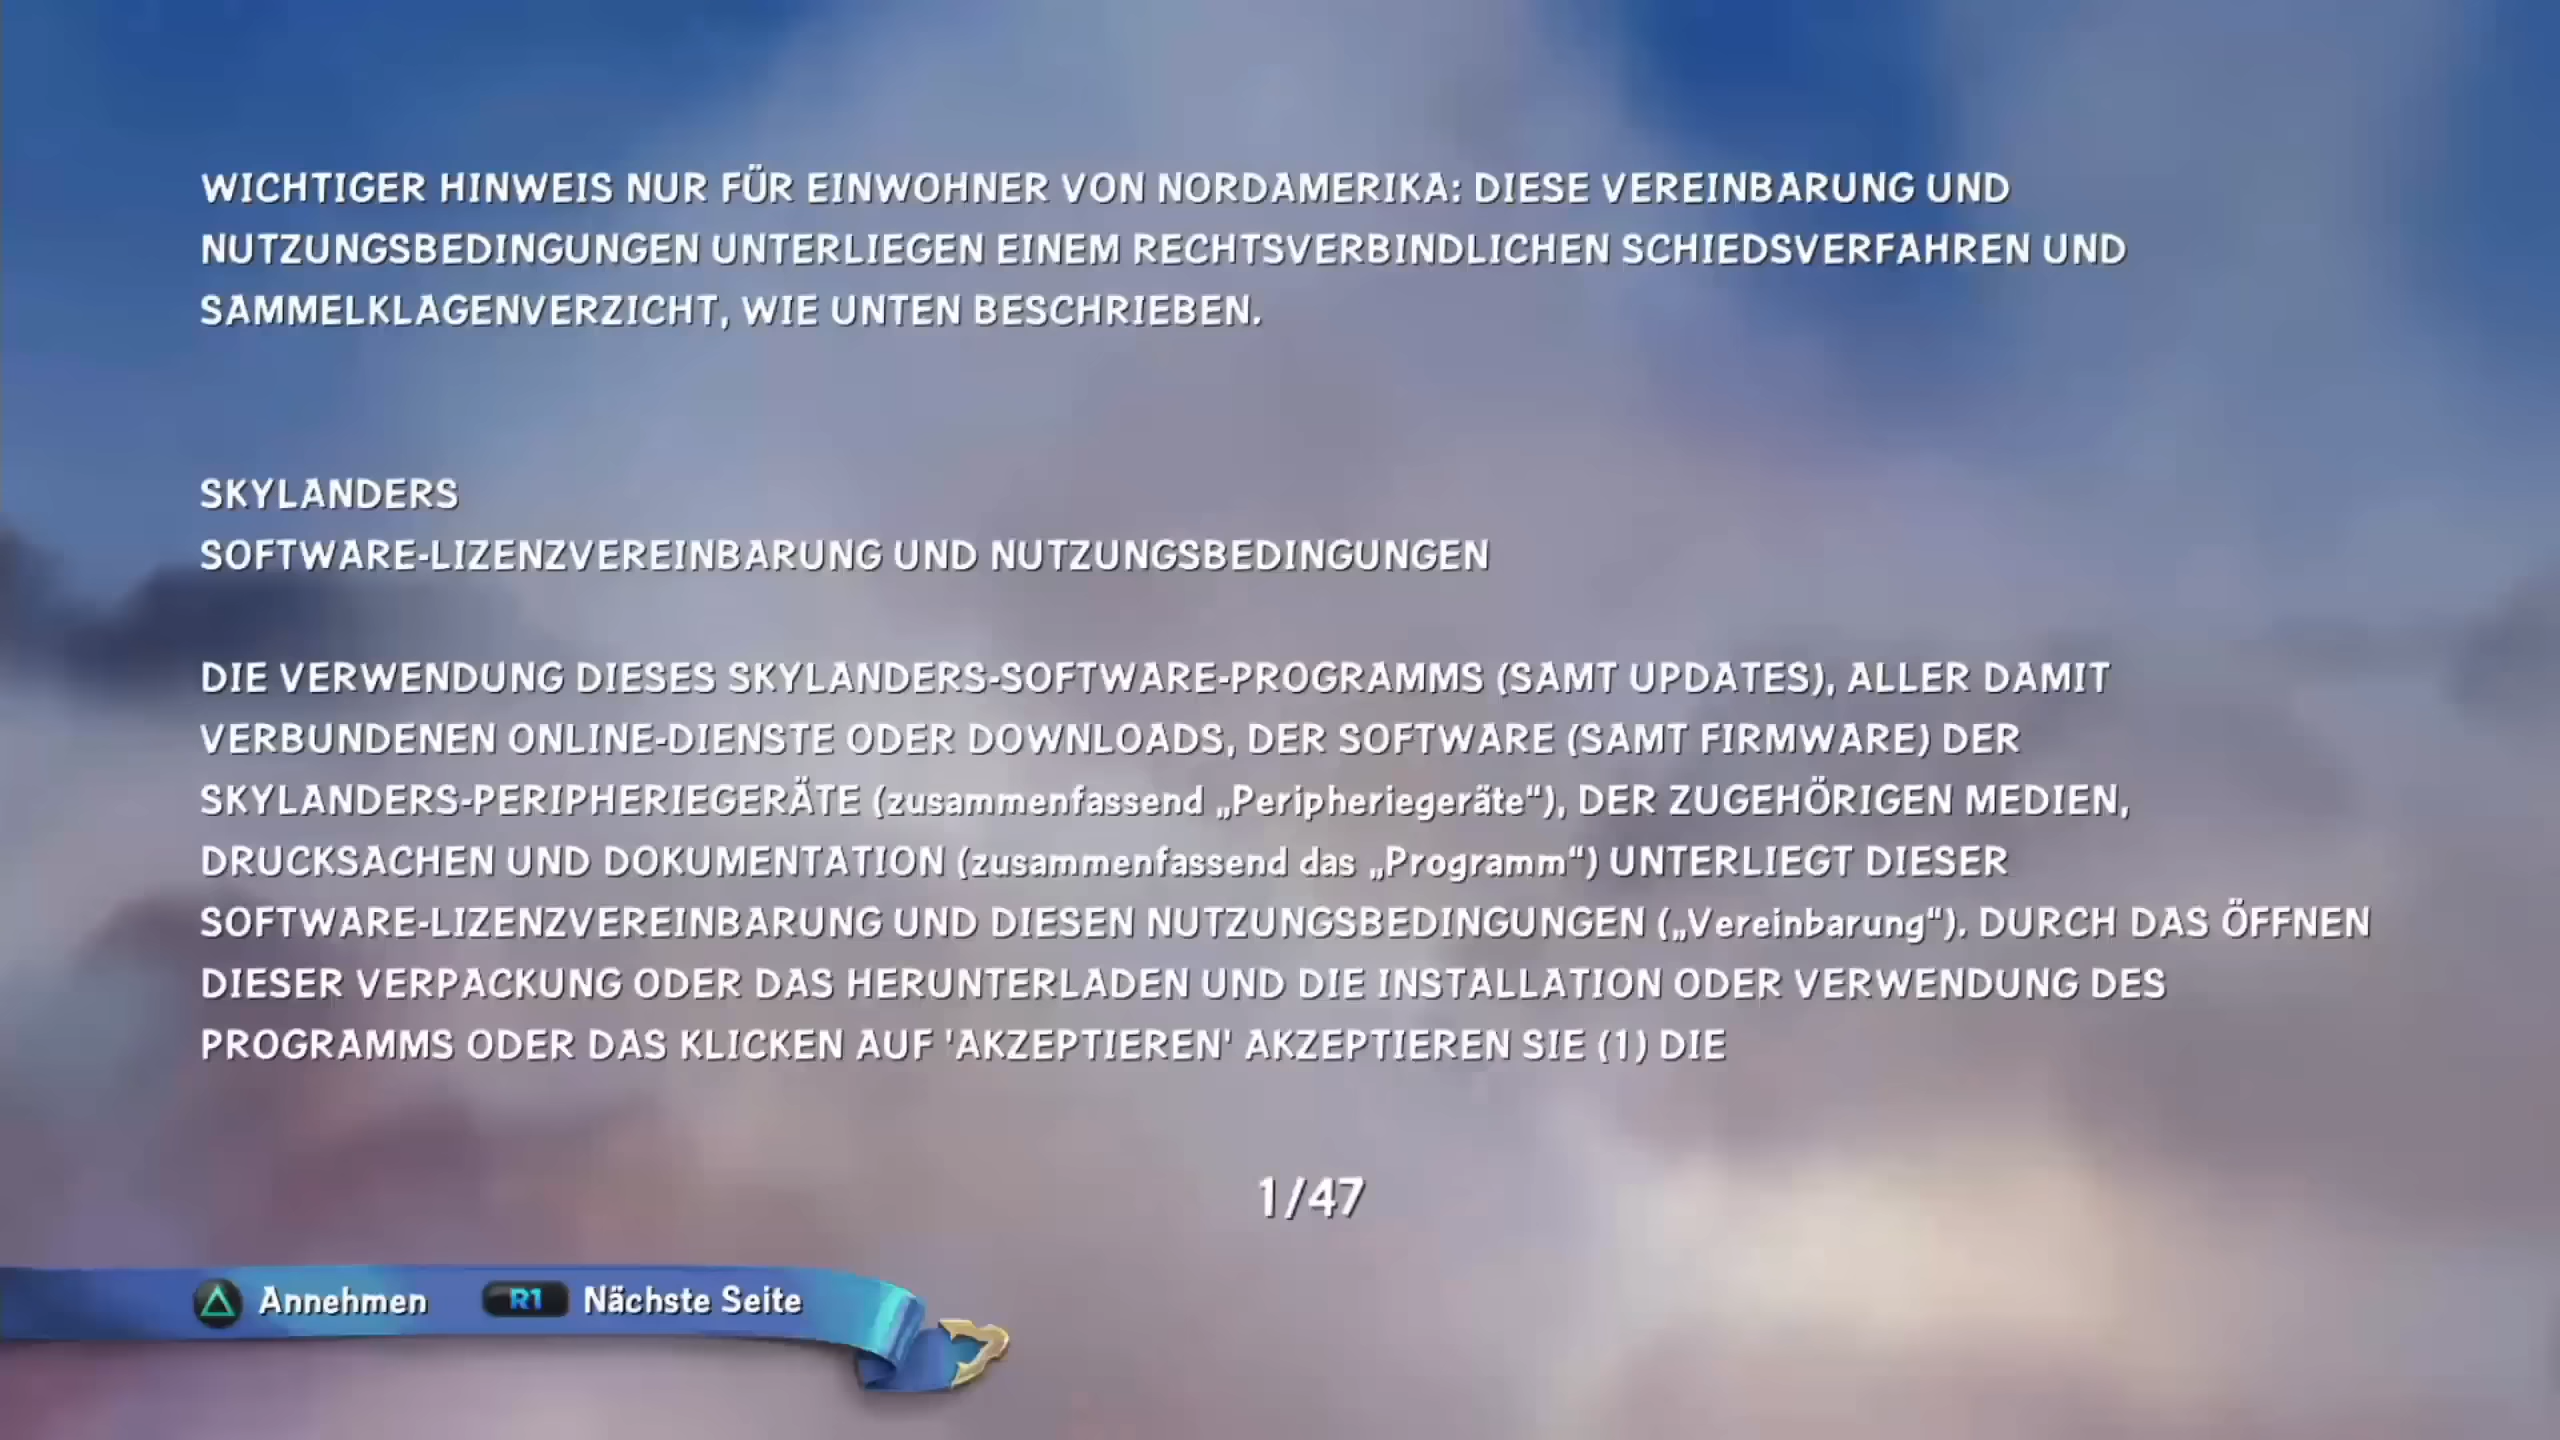 WICHTIGER HINWEIS NUR FÜR EINWOHNER VON NORDAMERIKA: DIESE VEREINBARUNG UND
NUTZUNGSBEDINGUNGEN UNTERLIEGEN EINEM RECHTSVERBINDLICHEN SCHIEDSVERFAHREN UND
SAMMELKLAGENVERZICHT, WIE UNTEN BESCHRIEBEN.
SKYLANDERS
SOFTWARE-LIZENZVEREINBARUNG UND NUTZUNGSBEDINGUNGEN
DIE VERWENDUNG DIESES SKYLANDERS-SOFTWARE-PROGRAMMS (SAMT UPDATES), ALLER DAMIT
VERBUNDENEN ONLINE-DIENSTE ODER DOWNLOADS, DER SOFTWARE (SAMT FIRMWARE) DER
SKYLANDERS-PERIPHERIEGERÄTE (zusammenfassend „Peripheriegeräte“), DER ZUGEHÖRIGEN MEDIEN,
DRUCKSACHEN UND DOKUMENTATION (zusammenfassend das „Programm“) UNTERLIEGT DIESER
SOFTWARE-LIZENZVEREINBARUNG UND DIESEN NUTZUNGSBEDINGUNGEN („Vereinbarung“). DURCH DAS ÖFFNEN
DIESER VERPACKUNG ODER DAS HERUNTERLADEN UND DIE INSTALLATION ODER VERWENDUNG DES
PROGRAMMS ODER DAS KLICKEN AUF 'AKZEPTIEREN' AKZEPTIEREN SIE (1) DIE
1/47
Annehmen R1 Nächste Seite